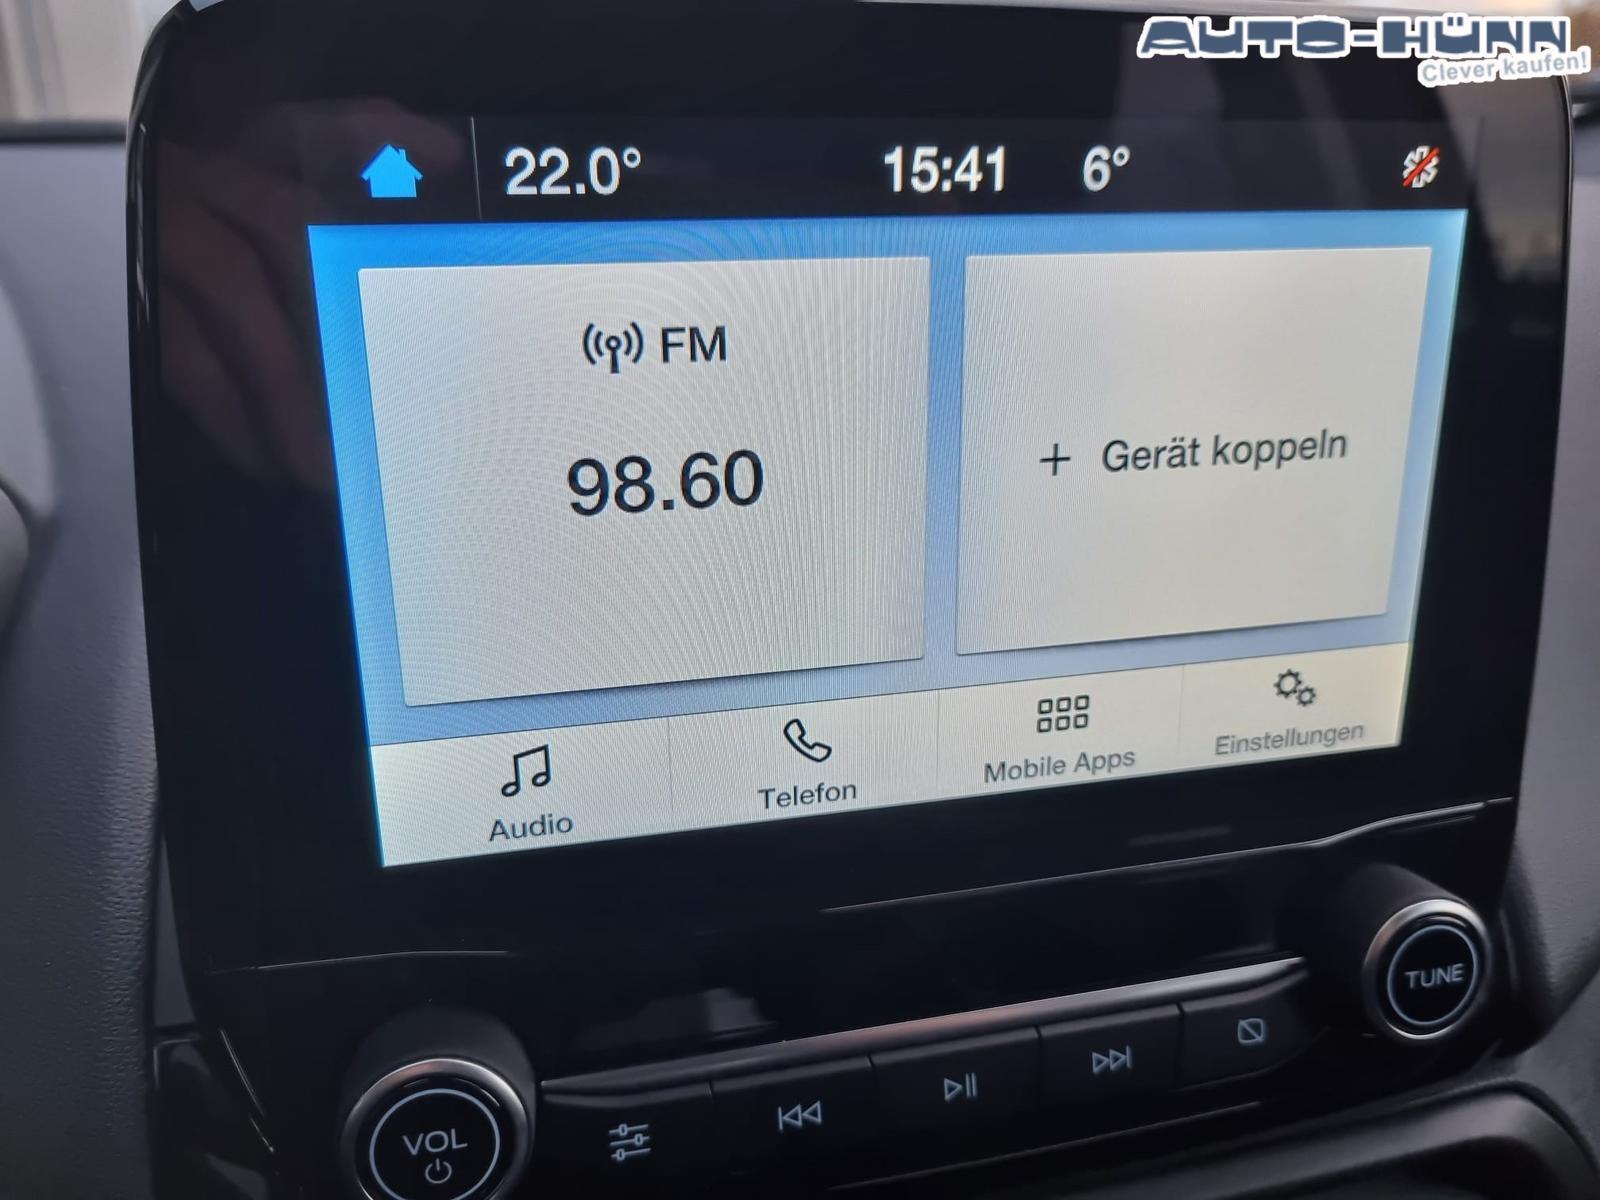 AUTO-HÜNN
Clever kaufen!
22.0° 15:41 6°
FM
98.60
+ Gerät koppeln
Audio
Telefon
Mobile Apps
Einstellungen
TUNE
VOL